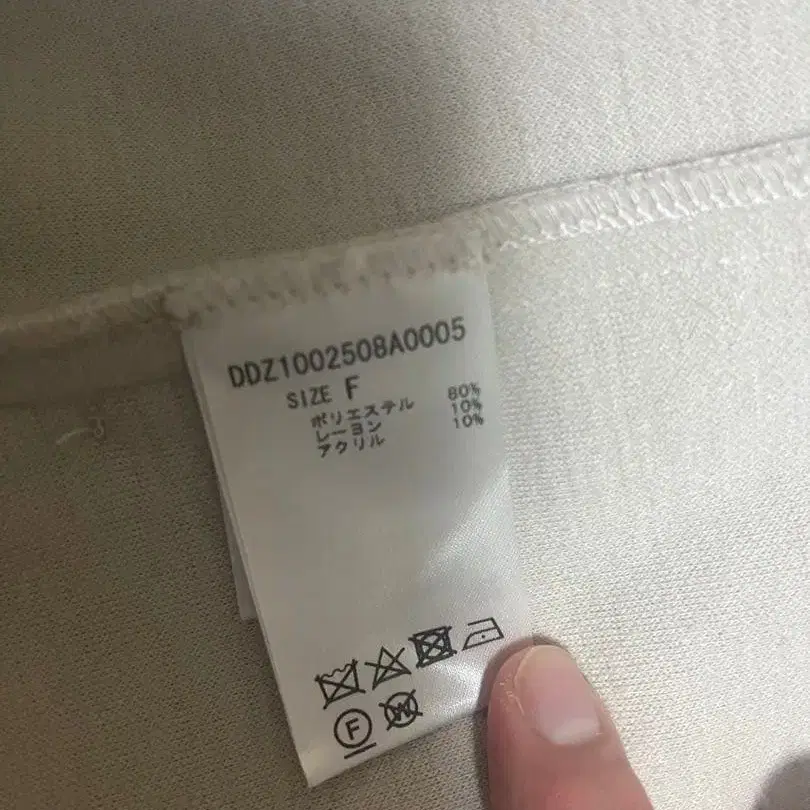 DDZ1002508A0005
SIZE F
ポリエステル 80%
レーヨン 10%
アクリル 10%
F
W